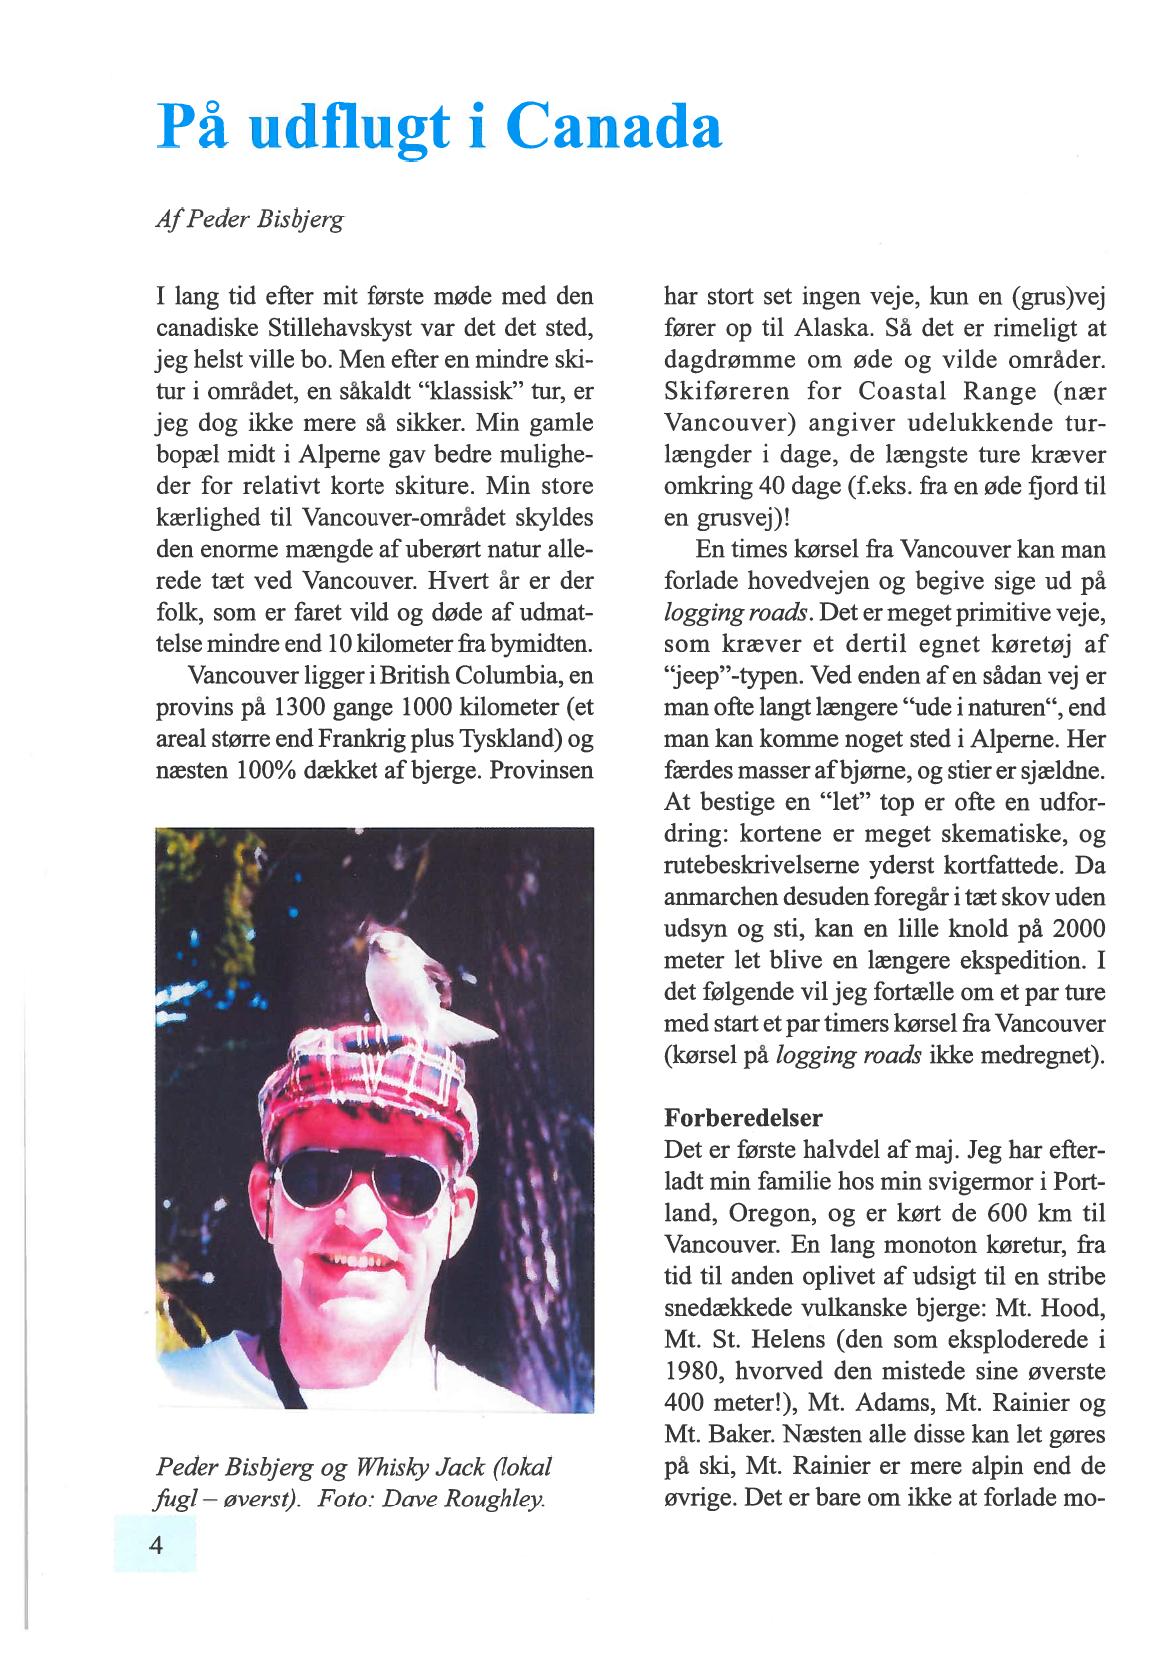 På udflugt i Canada
Af Peder Bisbjerg
I lang tid efter mit første møde med den
canadiske Stillehavskyst var det det sted,
jeg helst ville bo. Men efter en mindre ski-
tur i området, en såkaldt “klassisk” tur, er
jeg dog ikke mere så sikker. Min gamle
bopæl midt i Alperne gav bedre mulighe-
der for relativt korte skiture. Min store
kærlighed til Vancouver-området skyldes
den enorme mængde af uberørt natur alle-
rede tæt ved Vancouver. Hvert år er der
folk, som er faret vild og døde af udmat-
telse mindre end 10 kilometer fra bymidten.
Vancouver ligger i British Columbia, en
provins på 1300 gange 1000 kilometer (et
areal større end Frankrig plus Tyskland) og
næsten 100% dækket af bjerge. Provinsen
Peder Bisbjerg og Whisky Jack (lokal
fugl – øverst). Foto: Dave Roughley.
har stort set ingen veje, kun en (grus)vej
fører op til Alaska. Så det er rimeligt at
dagdrømme om øde og vilde områder.
Skiføreren for Coastal Range (nær
Vancouver) angiver udelukkende tur-
længder i dage, de længste ture kræver
omkring 40 dage (f.eks. fra en øde fjord til
en grusvej)!
En times kørsel fra Vancouver kan man
forlade hovedvejen og begive sige ud på
logging roads. Det er meget primitive veje,
som kræver et dertil egnet køretøj af
“jeep”-typen. Ved enden af en sådan vej er
man ofte langt længere “ude i naturen“, end
man kan komme noget sted i Alperne. Her
færdes masser af bjørne, og stier er sjældne.
At bestige en “let” top er ofte en udfor-
dring: kortene er meget skematiske, og
rutebeskrivelserne yderst kortfattede. Da
anmarchen desuden foregår i tæt skov uden
udsyn og sti, kan en lille knold på 2000
meter let blive en længere ekspedition. I
det følgende vil jeg fortælle om et par ture
med start et par timers kørsel fra Vancouver
(kørsel på logging roads ikke medregnet).
Forberedelser
Det er første halvdel af maj. Jeg har efter-
ladt min familie hos min svigermor i Port-
land, Oregon, og er kørt de 600 km til
Vancouver. En lang monoton køretur, fra
tid til anden oplivet af udsigt til en stribe
snedækkede vulkanske bjerge: Mt. Hood,
Mt. St. Helens (den som eksploderede i
1980, hvorved den mistede sine øverste
400 meter!), Mt. Adams, Mt. Rainier og
Mt. Baker. Næsten alle disse kan let gøres
på ski, Mt. Rainier er mere alpin end de
øvrige. Det er bare om ikke at forlade mo-
4